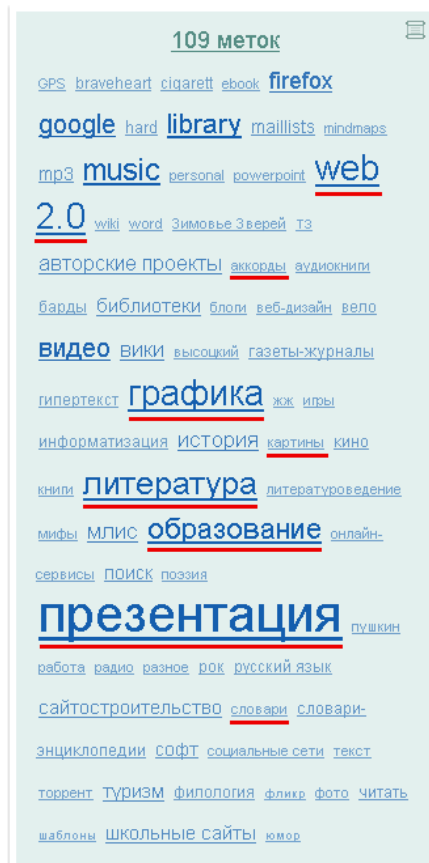 109 меток
GPS braveheart cigarett ebook firefox
google hard library maillists mindmaps
mp3 music personal powerpoint web
2.0 wiki word Зимовье Зверей ТЗ
авторские проекты аккорды аудиокниги
барды библиотеки блоги веб-дизайн вело
видео вики высоцкий газеты-журналы
гипертекст графика жж игры
информатизация история картины кино
книги литература литературоведение
мифы МЛИС образование онлайн-
сервисы поиск поэзия
презентация пушкин
работа радио разное рок русский язык
сайтостроительство словари словари-
энциклопедии софт социальные сети текст
торрент туризм филология фликр фото читать
шаблоны школьные сайты юмор